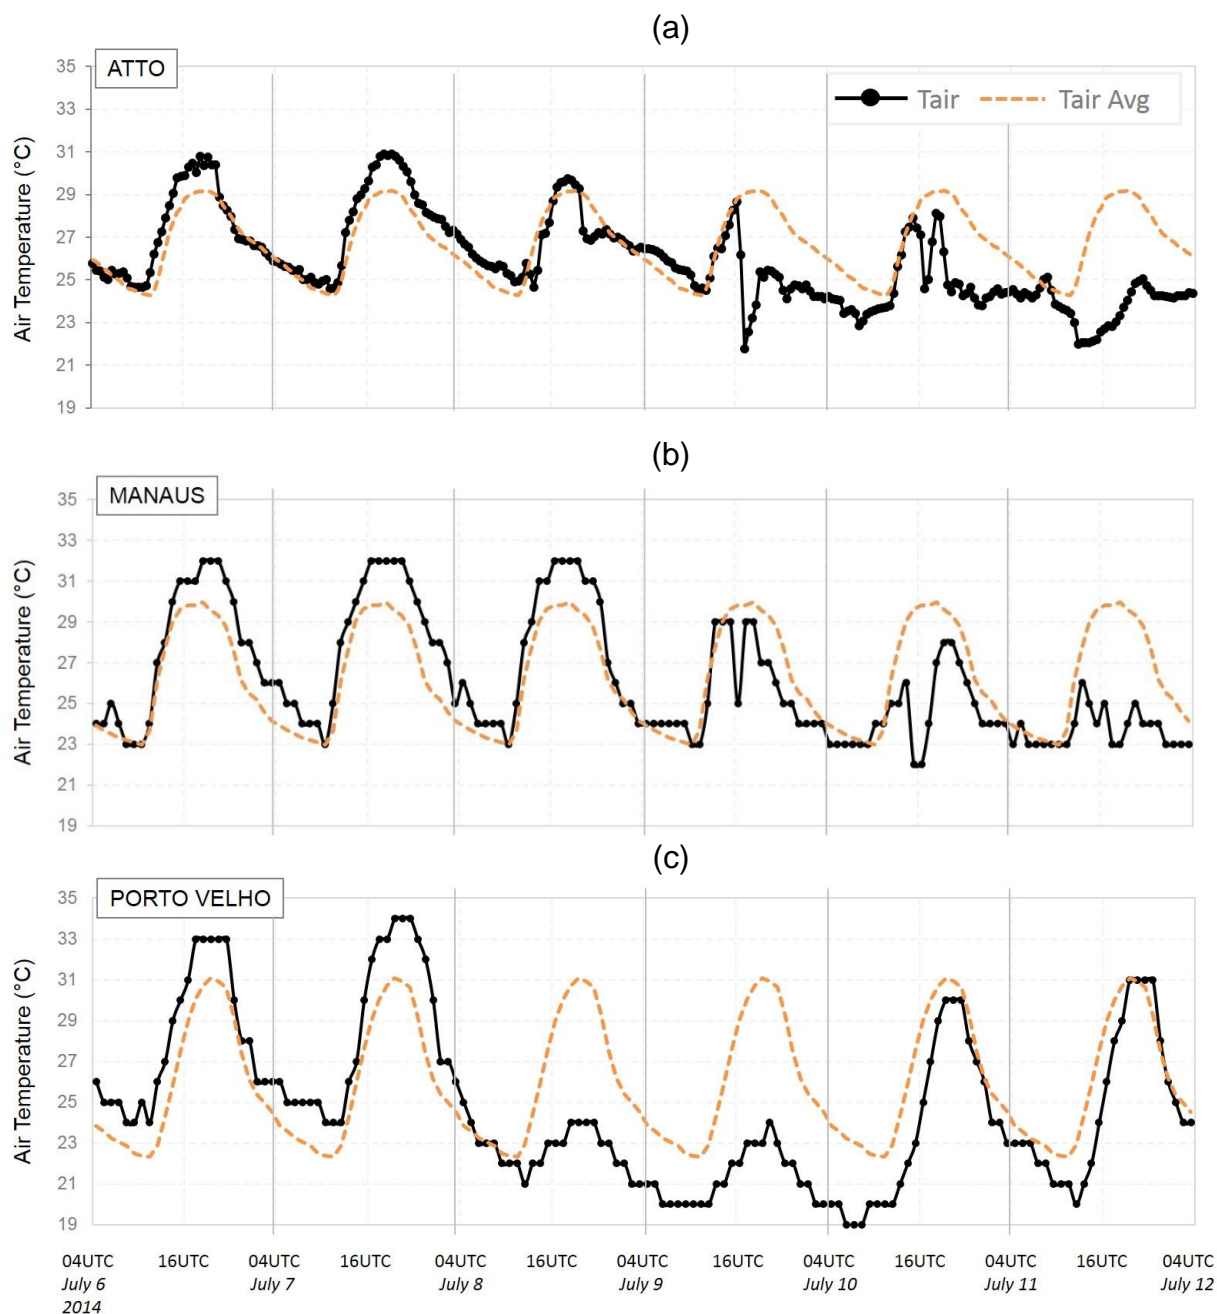 (a)
ATTO
Tair Tair Avg
35
33
31
29
27
25
23
21
19
Air Temperature (°C)
(b)
MANAUS
35
33
31
29
27
25
23
21
19
Air Temperature (°C)
(c)
PORTO VELHO
35
33
31
29
27
25
23
21
19
Air Temperature (°C)
04UTC 16UTC 04UTC 16UTC 04UTC 16UTC 04UTC 16UTC 04UTC 16UTC 04UTC 16UTC 04UTC
July 6 July 7 July 8 July 9 July 10 July 11 July 12
2014